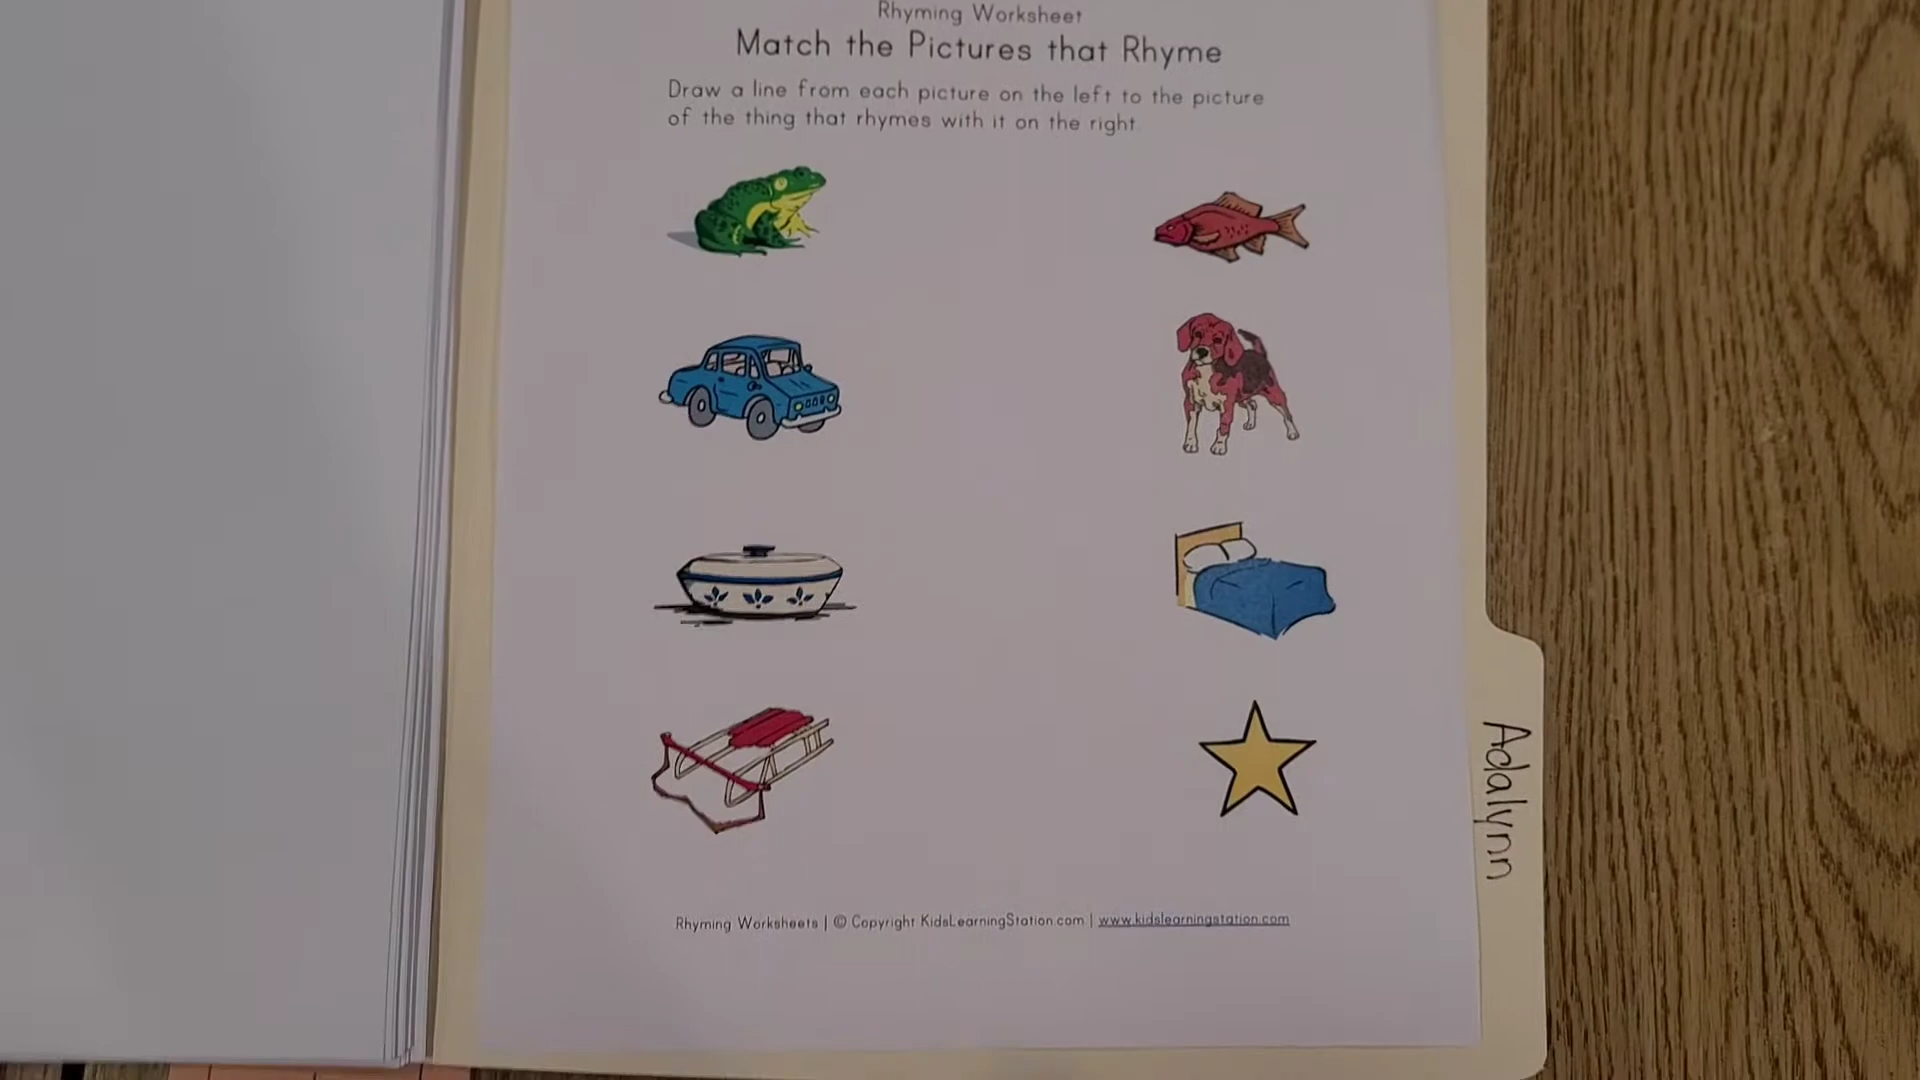 Rhyming Worksheet
Match the Pictures that Rhyme
Draw a line from each picture on the left to the picture
of the thing that rhymes with it on the right.
Rhyming Worksheets | © Copyright KidsLearningStation.com | www.kidslearningstation.com
Adalynn